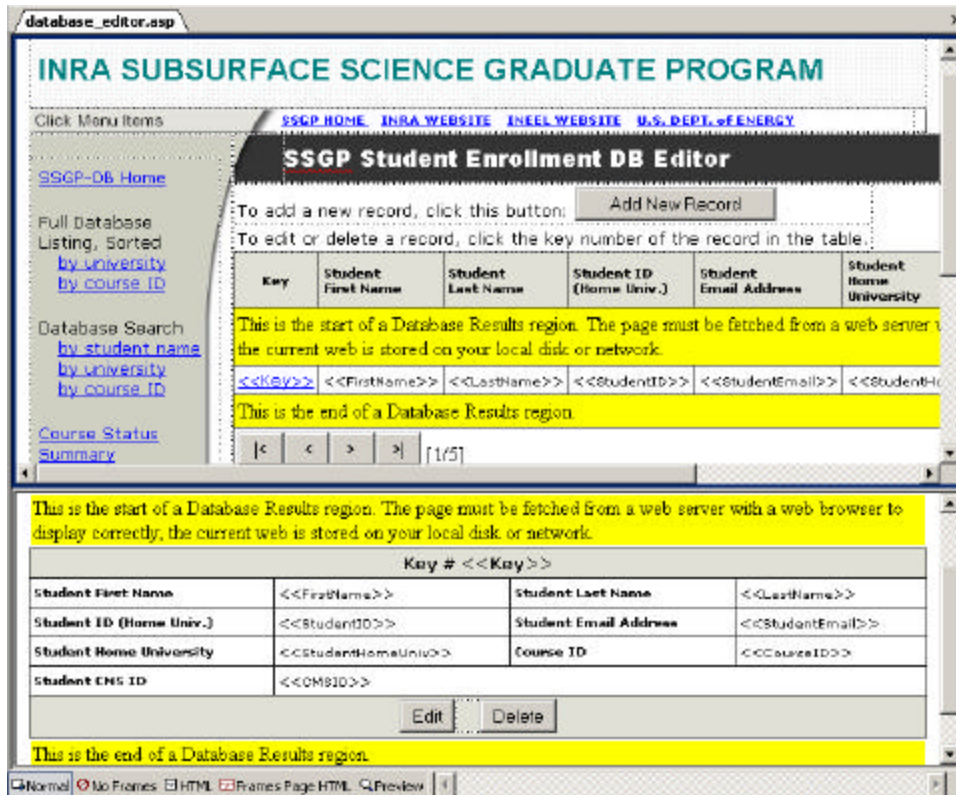 database_editor.asp
INRA SUBSURFACE SCIENCE GRADUATE PROGRAM
Click Menu Items
SSGP HOME INRA WEBSITE INEEL WEBSITE U.S. DEPT. of ENERGY
SSGP Student Enrollment DB Editor
SSGP-DB Home
Full Database
Listing, Sorted
by university
by course ID
Database Search
by student name
by university
by course ID
Course Status
Summary
To add a new record, click this button: Add New Record
To edit or delete a record, click the key number of the record in the table.
Key
Student
First Name
Student
Last Name
Student ID
(Home Univ.)
Student
Email Address
Student
Home
University
This is the start of a Database Results region. The page must be fetched from a web server
the current web is stored on your local disk or network.
<<Key>> <<FirstName>> <<LastName>> <<StudentID>> <<StudentEmail>> <<StudentHo
This is the end of a Database Results region.
|< < > >| [1/5]
This is the start of a Database Results region. The page must be fetched from a web server with a web browser to
display correctly; the current web is stored on your local disk or network.
Key # <<Key>>
Student First Name <<FirstName>> Student Last Name <<LastName>>
Student ID (Home Univ.) <<StudentID>> Student Email Address <<StudentEmail>>
Student Home University <<StudentHomeUniv>> Course ID <<CourseID>>
Student CMS ID <<CMSID>>
Edit Delete
This is the end of a Database Results region.
Normal No Frames HTML Frames Page HTML Preview